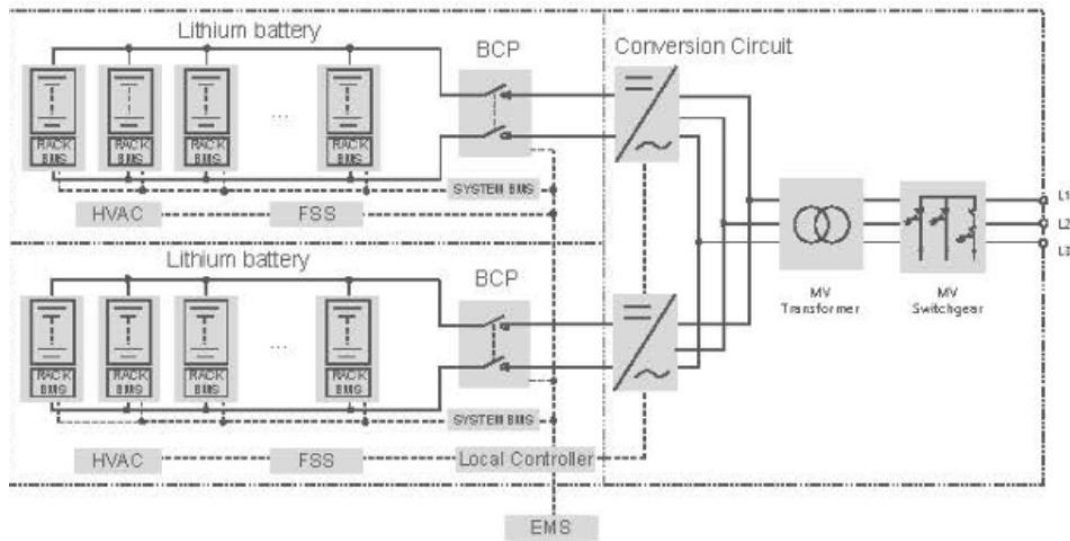 Lithium battery
BCP
Conversion Circuit
...
RACK BMS
RACK BMS
RACK BMS
RACK BMS
SYSTEM BMS
HVAC
FSS
L1
L2
L3
Lithium battery
BCP
MV
Transformer
MV
Switchgear
...
RACK BMS
RACK BMS
RACK BMS
RACK BMS
SYSTEM BMS
HVAC
FSS
Local Controller
EMS